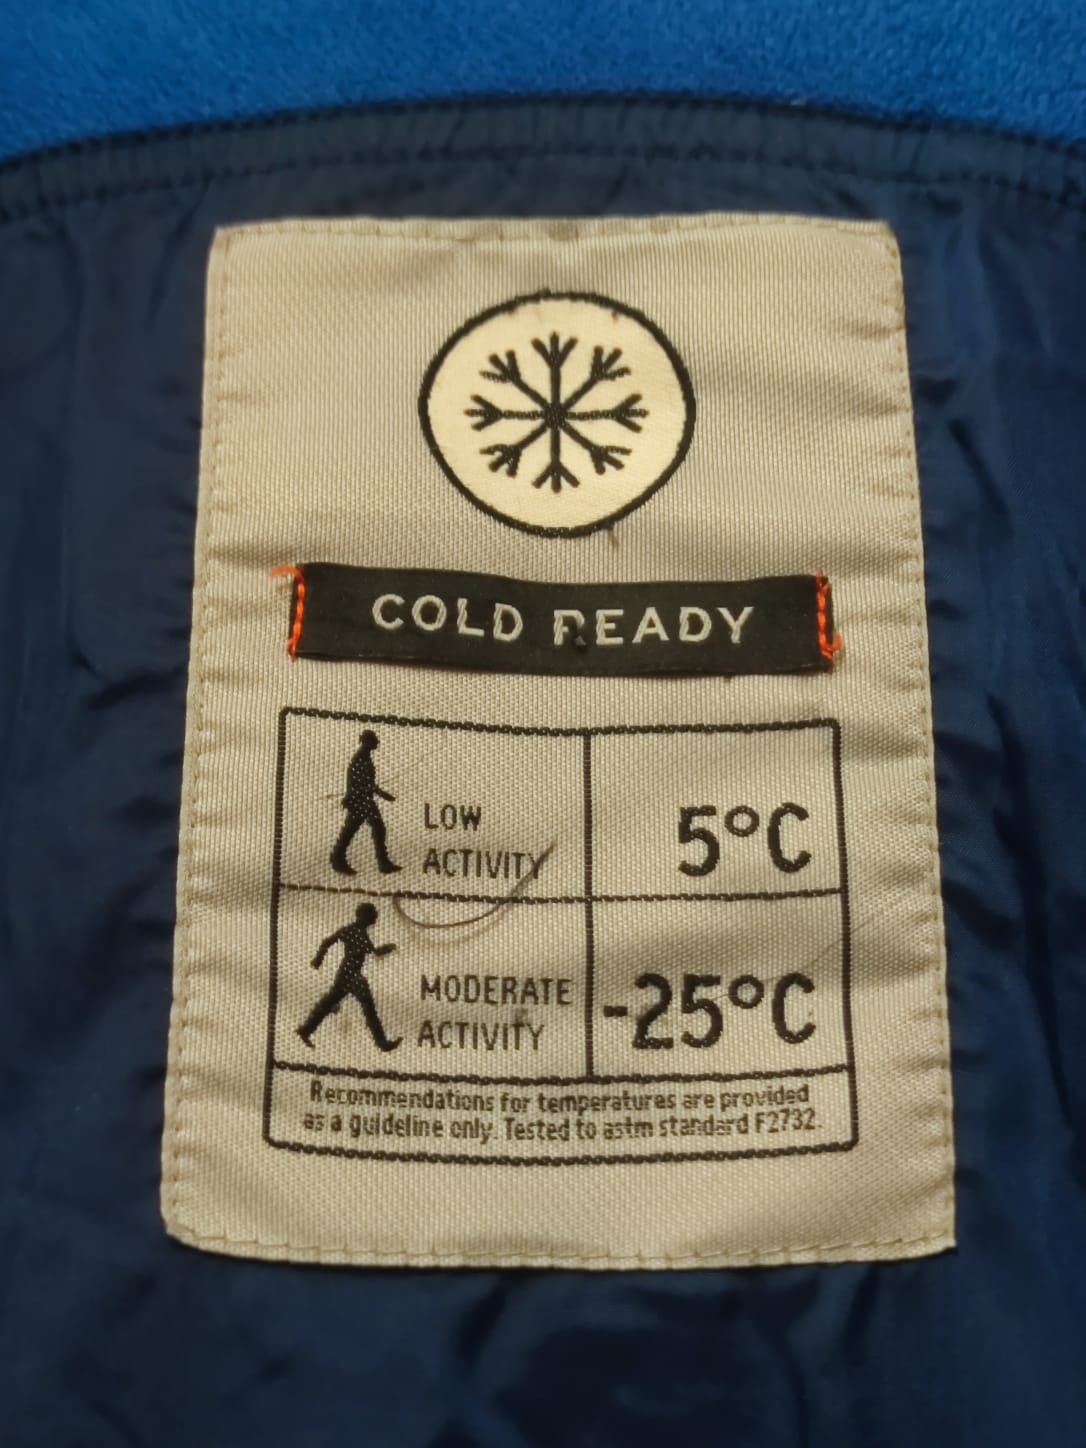 COLD READY
LOW
ACTIVITY
5°C
MODERATE
ACTIVITY
-25°C
Recommendations for temperatures are provided
as a guideline only. Tested to astm standard F2732.